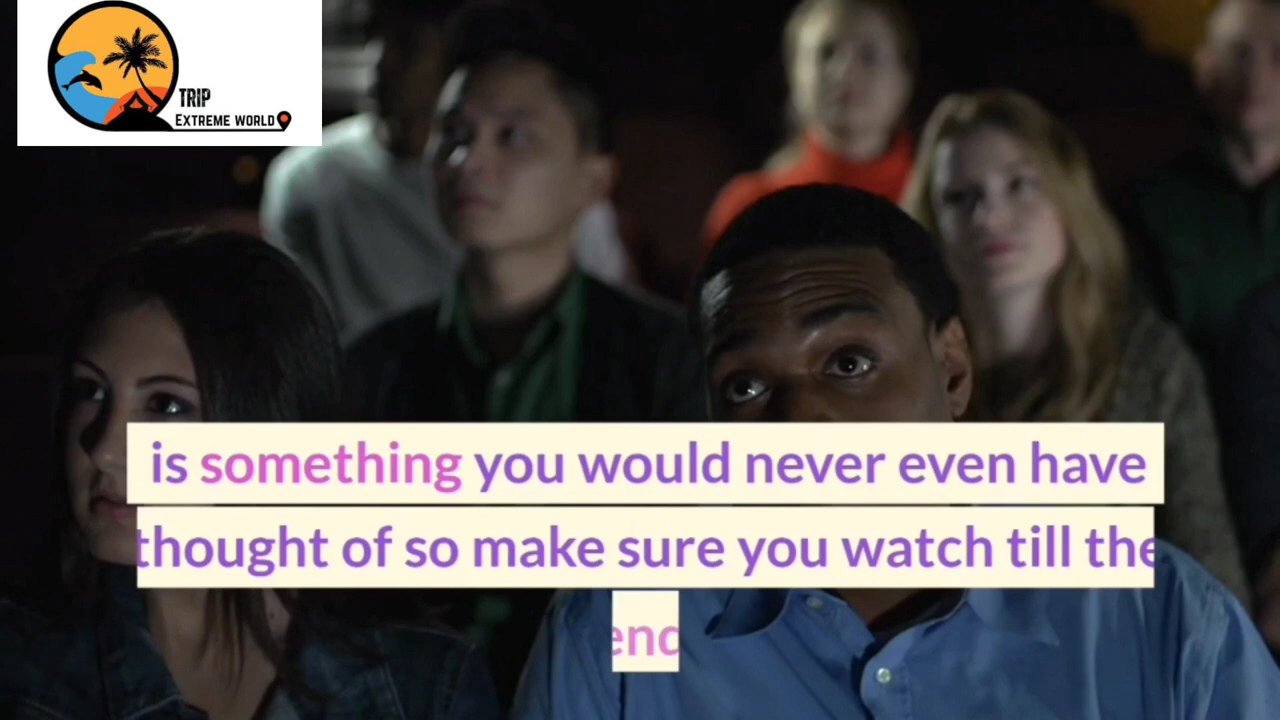 TRIP
EXTREME WORLD
is something you would never even have
thought of so make sure you watch till the
end